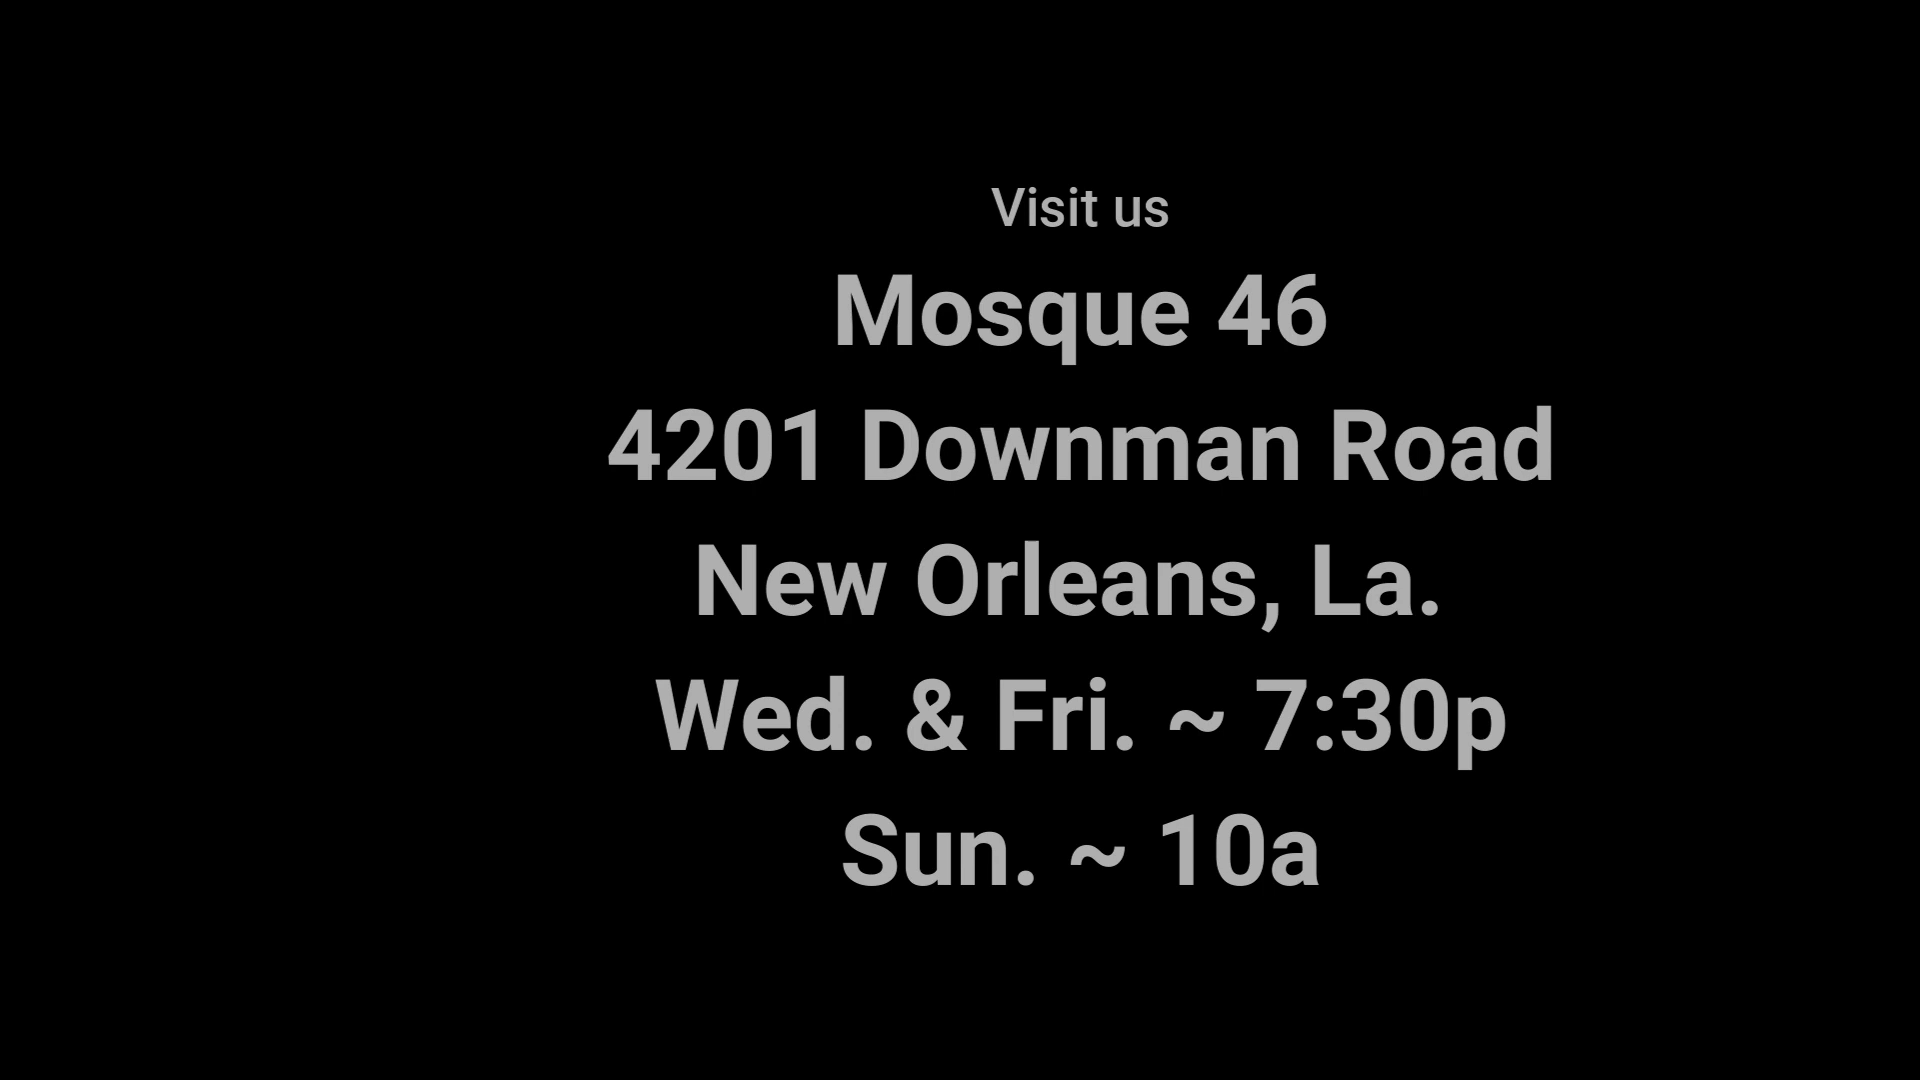 Visit us
Mosque 46
4201 Downman Road
New Orleans, La.
Wed. & Fri. ~ 7:30p
Sun. ~ 10a